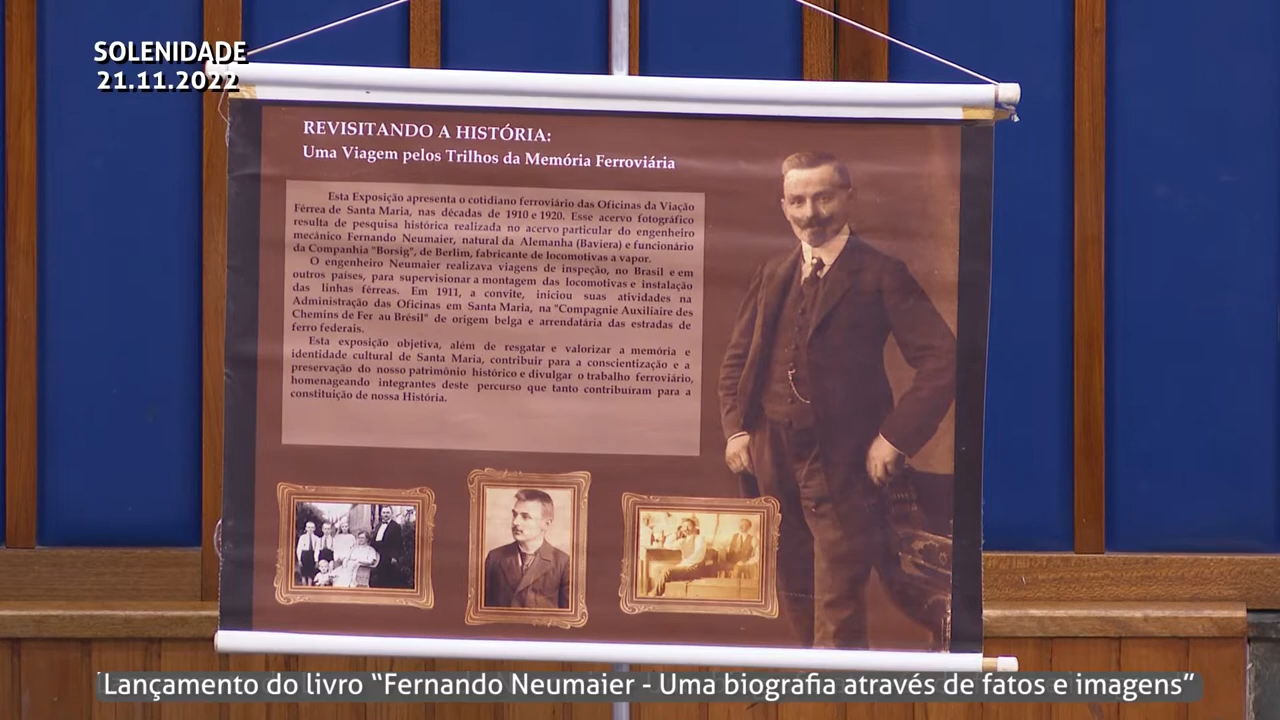 SOLENIDADE
21.11.2022
REVISITANDO A HISTÓRIA:
Uma Viagem pelos Trilhos da Memória Ferroviária
Esta Exposição apresenta o cotidiano ferroviário das Oficinas da Viação
Férrea de Santa Maria, nas décadas de 1910 e 1920. Esse acervo fotográfico
resulta de pesquisa histórica realizada no acervo particular do engenheiro
mecânico Fernando Neumaier, natural da Alemanha (Baviera) e funcionário
da Companhia "Borsig", de Berlim, fabricante de locomotivas a vapor.
O engenheiro Neumaier realizava viagens de inspeção, no Brasil e em
outros países, para supervisionar a montagem das locomotivas e instalação
das linhas férreas. Em 1911, a convite, iniciou suas atividades na
Administração das Oficinas em Santa Maria, na "Compagnie Auxiliaire des
Chemins de Fer au Brésil" de origem belga e arrendatária das estradas de
ferro federais.
Esta exposição objetiva, além de resgatar e valorizar a memória e
identidade cultural de Santa Maria, contribuir para a conscientização e a
preservação do nosso patrimônio histórico e divulgar o trabalho ferroviário,
homenageando integrantes deste percurso que tanto contribuíram para a
constituição de nossa História.
Lançamento do livro “Fernando Neumaier - Uma biografia através de fatos e imagens”